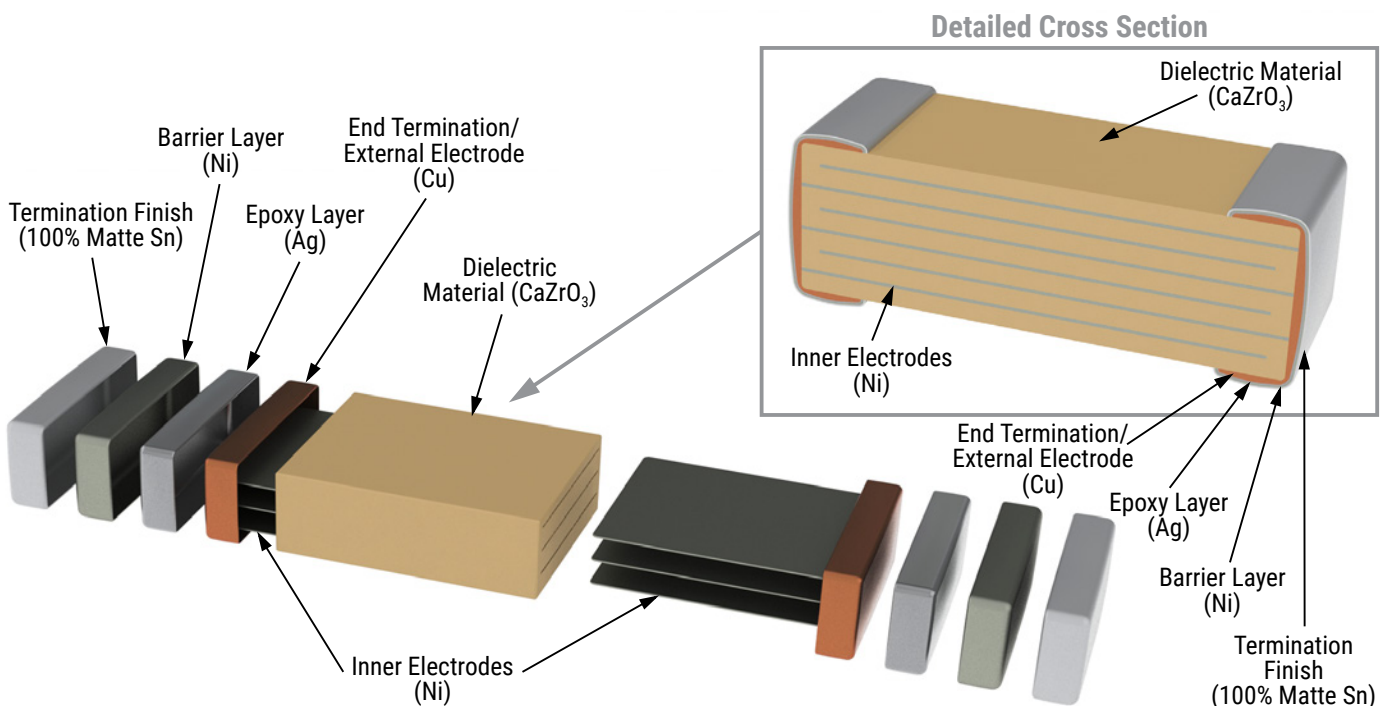 Detailed Cross Section
Dielectric Material
(CaZrO₃)
Inner Electrodes
(Ni)
End Termination/
External Electrode
(Cu)
Epoxy Layer
(Ag)
Barrier Layer
(Ni)
Termination
Finish
(100% Matte Sn)
Termination Finish
(100% Matte Sn)
Barrier Layer
(Ni)
Epoxy Layer
(Ag)
End Termination/
External Electrode
(Cu)
Dielectric
Material (CaZrO₃)
Inner Electrodes
(Ni)